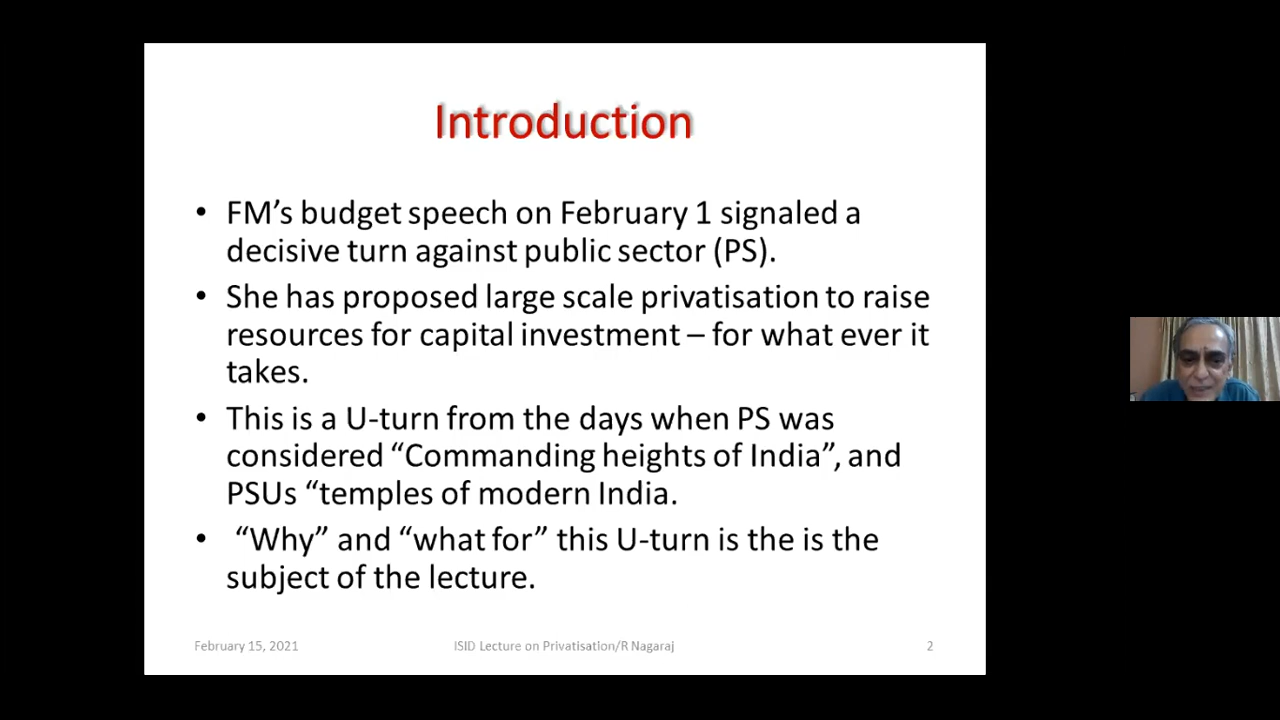 Introduction
• FM’s budget speech on February 1 signaled a
decisive turn against public sector (PS).
• She has proposed large scale privatisation to raise
resources for capital investment – for what ever it
takes.
• This is a U-turn from the days when PS was
considered “Commanding heights of India”, and
PSUs “temples of modern India.
• “Why” and “what for” this U-turn is the is the
subject of the lecture.
February 15, 2021 ISID Lecture on Privatisation/R Nagaraj 2